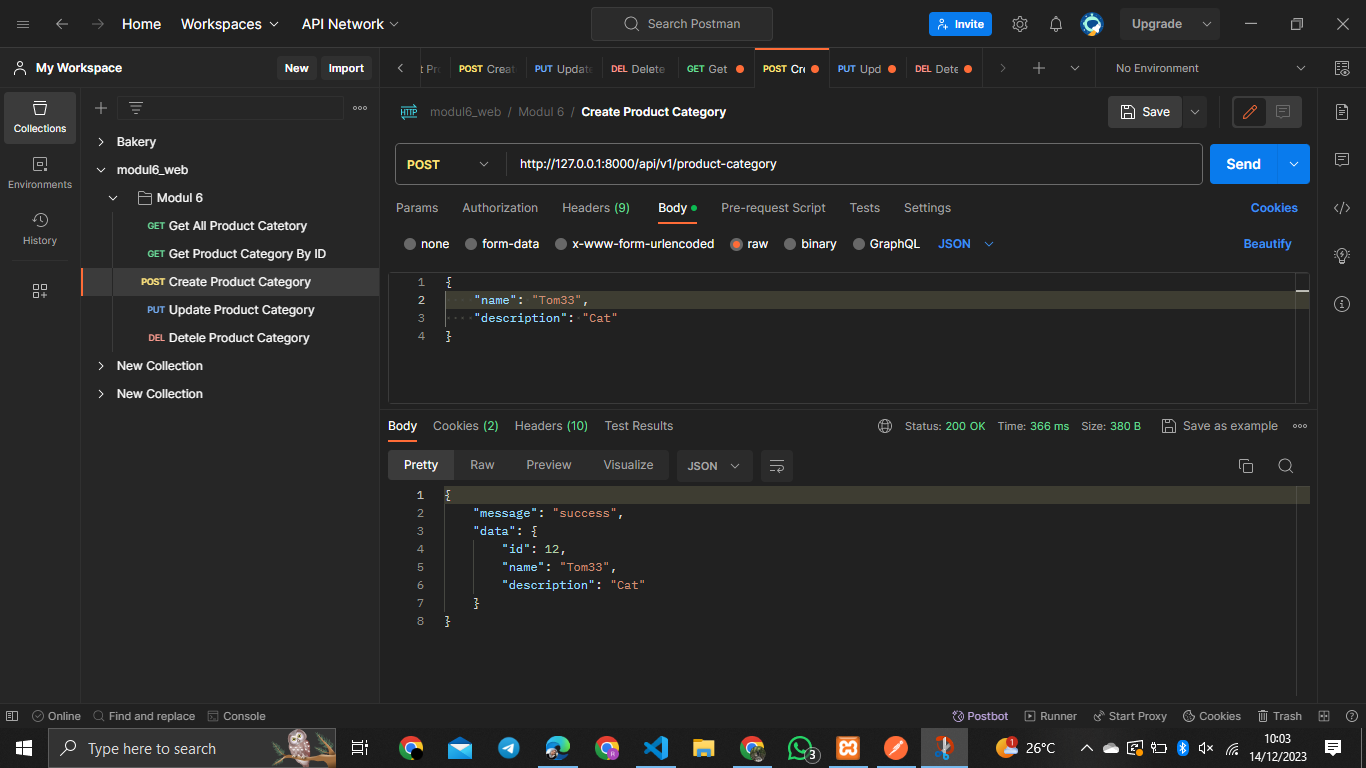 Home Workspaces API Network Search Postman Invite Upgrade
My Workspace New Import
POST Creat PUT Update DEL Delete GET Get POST Cre PUT Upd DEL Dete No Environment
modul6_web / Modul 6 / Create Product Category Save
Collections
Environments
History
Bakery
modul6_web
Modul 6
GET Get All Product Catetory
GET Get Product Category By ID
POST Create Product Category
PUT Update Product Category
DEL Detele Product Category
New Collection
New Collection
POST http://127.0.0.1:8000/api/v1/product-category Send
Params Authorization Headers (9) Body Pre-request Script Tests Settings Cookies
none form-data x-www-form-urlencoded raw binary GraphQL JSON Beautify
1 {
2 "name": "Tom33",
3 "description": "Cat"
4 }
Body Cookies (2) Headers (10) Test Results Status: 200 OK Time: 366 ms Size: 380 B Save as example
Pretty Raw Preview Visualize JSON
1 {
2 "message": "success",
3 "data": {
4 "id": 12,
5 "name": "Tom33",
6 "description": "Cat"
7 }
8 }
Online Find and replace Console Postbot Runner Start Proxy Cookies Trash
Type here to search 3 1 26°C 10:03
14/12/2023